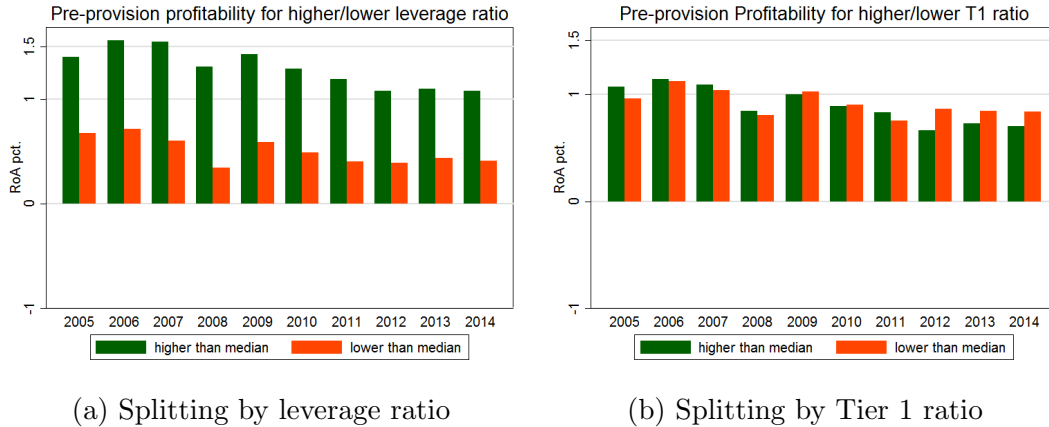 Pre-provision profitability for higher/lower leverage ratio
RoA pct.
1.5
1
0
-1
2005 2006 2007 2008 2009 2010 2011 2012 2013 2014
higher than median lower than median
(a) Splitting by leverage ratio
Pre-provision Profitability for higher/lower T1 ratio
RoA pct.
1.5
1
0
-1
2005 2006 2007 2008 2009 2010 2011 2012 2013 2014
higher than median lower than median
(b) Splitting by Tier 1 ratio